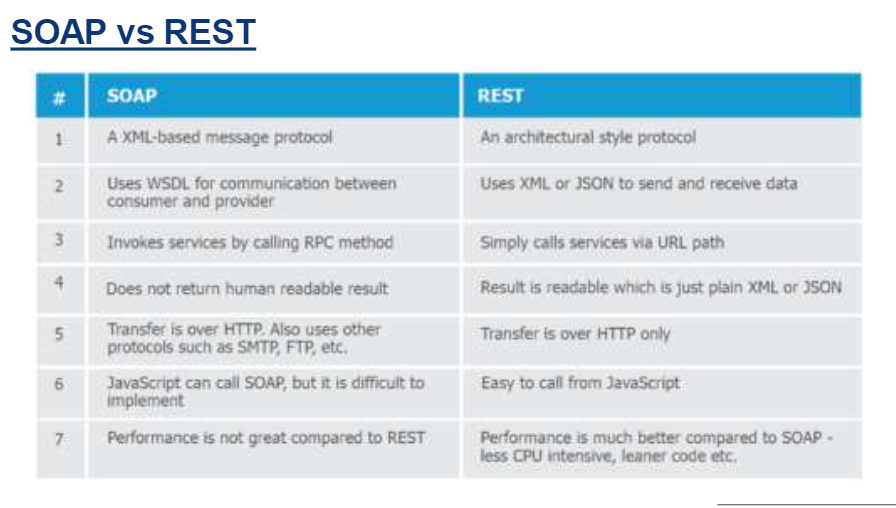 SOAP vs REST
# SOAP REST
1 A XML-based message protocol An architectural style protocol
2 Uses WSDL for communication between Uses XML or JSON to send and receive data
consumer and provider
3 Invokes services by calling RPC method Simply calls services via URL path
4 Does not return human readable result Result is readable which is just plain XML or JSON
5 Transfer is over HTTP. Also uses other Transfer is over HTTP only
protocols such as SMTP, FTP, etc.
6 JavaScript can call SOAP, but it is difficult to Easy to call from JavaScript
implement
7 Performance is not great compared to REST Performance is much better compared to SOAP -
less CPU intensive, leaner code etc.